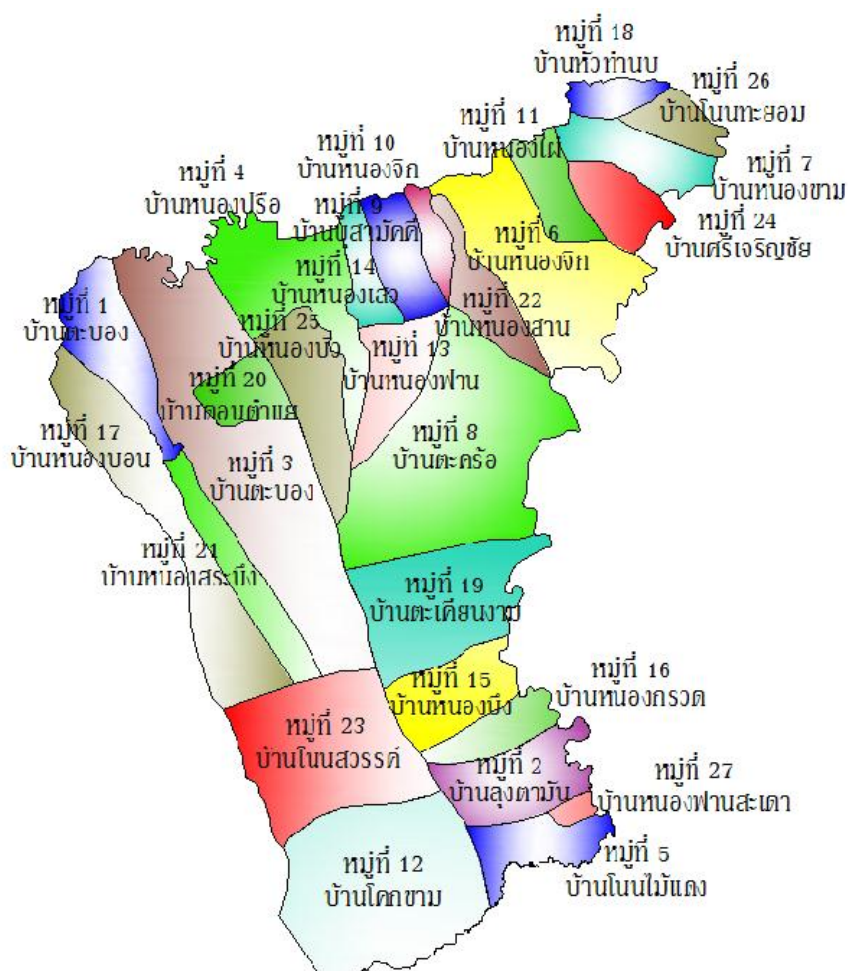 หมู่ที่ 18
บ้านหัวทำนบ
หมู่ที่ 26
บ้านโนนทะยอม
หมู่ที่ 11
บ้านหนองไผ่
หมู่ที่ 10
บ้านหนองจิก
หมู่ที่ 7
บ้านหนองขาม
หมู่ที่ 4
บ้านหนองปรือ
หมู่ที่ 9
บ้านบุสามัคคี
หมู่ที่ 24
บ้านศรีเจริญชัย
หมู่ที่ 6
บ้านหนองจิก
หมู่ที่ 14
บ้านหนองเสว
หมู่ที่ 22
บ้านหนองสาน
หมู่ที่ 1
บ้านตะบอง
หมู่ที่ 25
บ้านหนองบัว
หมู่ที่ 13
บ้านหนองฟาน
หมู่ที่ 20
บ้านดอนตำแย
หมู่ที่ 17
บ้านหนองบอน
หมู่ที่ 8
บ้านตะคร้อ
หมู่ที่ 3
บ้านตะบอง
หมู่ที่ 21
บ้านหนองสระบึง
หมู่ที่ 19
บ้านตะเคียนงาม
หมู่ที่ 16
บ้านหนองกรวด
หมู่ที่ 15
บ้านหนองบึง
หมู่ที่ 23
บ้านโนนสวรรค์
หมู่ที่ 2
บ้านลุงตามัน
หมู่ที่ 27
บ้านหนองฟานสะเดา
หมู่ที่ 12
บ้านโคกขาม
หมู่ที่ 5
บ้านโนนไม้แดง